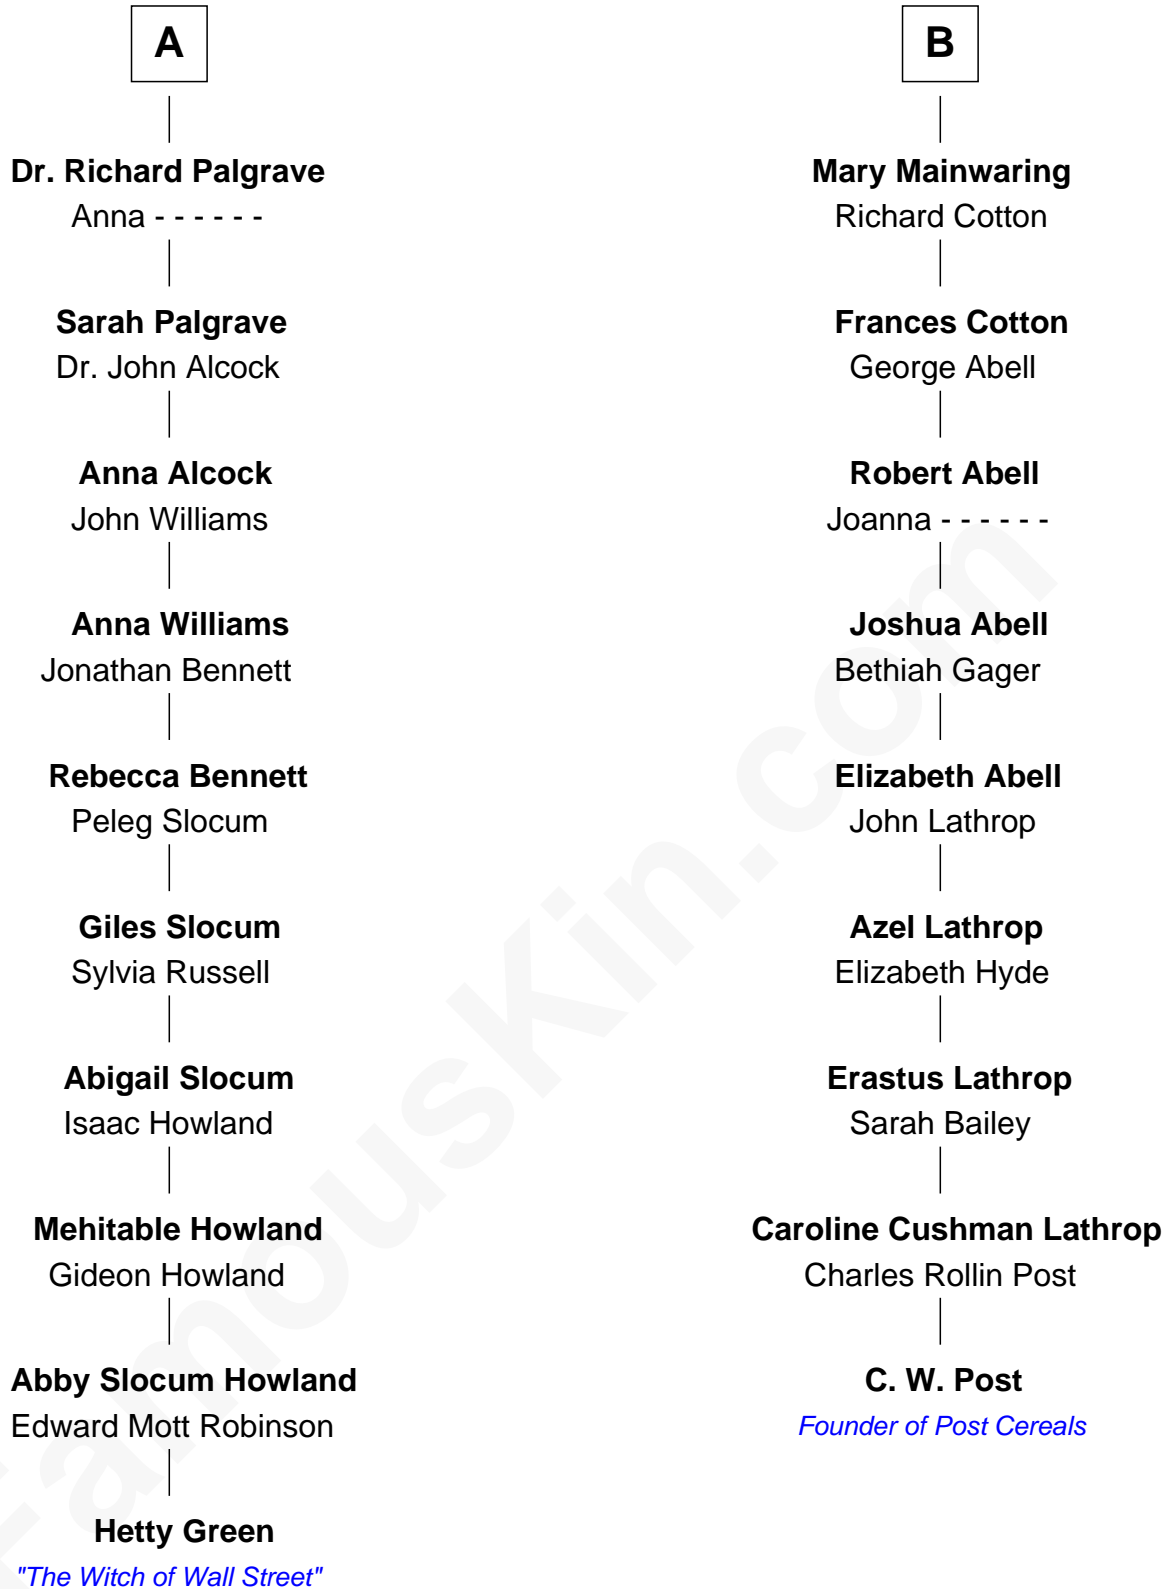 A
Dr. Richard Palgrave
Anna - - - - - -
Sarah Palgrave
Dr. John Alcock
Anna Alcock
John Williams
Anna Williams
Jonathan Bennett
Rebecca Bennett
Peleg Slocum
Giles Slocum
Sylvia Russell
Abigail Slocum
Isaac Howland
Mehitable Howland
Gideon Howland
Abby Slocum Howland
Edward Mott Robinson
Hetty Green
"The Witch of Wall Street"
B
Mary Mainwaring
Richard Cotton
Frances Cotton
George Abell
Robert Abell
Joanna - - - - - -
Joshua Abell
Bethiah Gager
Elizabeth Abell
John Lathrop
Azel Lathrop
Elizabeth Hyde
Erastus Lathrop
Sarah Bailey
Caroline Cushman Lathrop
Charles Rollin Post
C. W. Post
Founder of Post Cereals
FamousKin.com